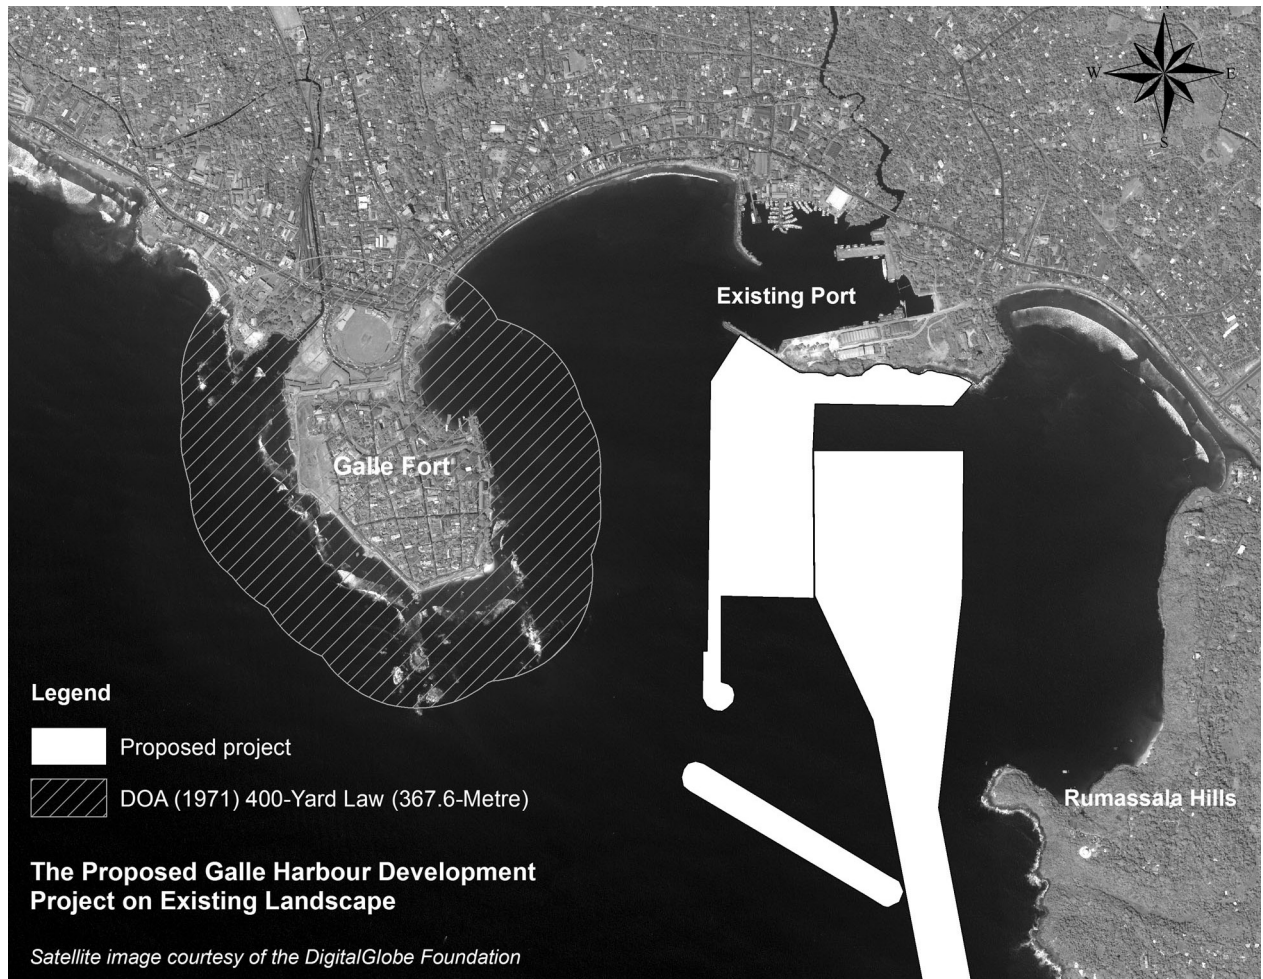 W
E
S
Existing Port
Galle Fort
Rumassala Hills
Legend
Proposed project
DOA (1971) 400-Yard Law (367.6-Metre)
The Proposed Galle Harbour Development
Project on Existing Landscape
Satellite image courtesy of the DigitalGlobe Foundation